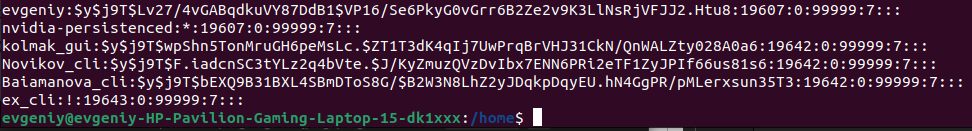 evgeniy:$y$j9T$Lv27/4vGABqdkuVY87DdB1$VP16/Se6PkyG0vGrr6B2Ze2v9K3LlNsRjVFJJ2.Htu8:19607:0:99999:7:::
nvidia-persistenced:*:19607:0:99999:7:::
kolmak_gui:$y$j9T$wpShn5TonMruGH6peMsLc.$ZT1T3dK4qIj7UwPrqBrVHJ31CkN/QnWALZty028A0a6:19642:0:99999:7:::
Novikov_cli:$y$j9T$F.iadcnSC3tYLz2q4bVte.$J/KyZmuzQVzDvIbx7ENN6PRi2eTF1ZyJPIf66us81s6:19642:0:99999:7:::
Baiamanova_cli:$y$j9T$bEXQ9B31BXL4SBmDToS8G/$B2W3N8LhZ2yJDqkpDqyEU.hN4GgPR/pMLerxsun35T3:19642:0:99999:7:::
ex_cli:!:19643:0:99999:7:::
evgeniy@evgeniy-HP-Pavilion-Gaming-Laptop-15-dk1xxx:/home$